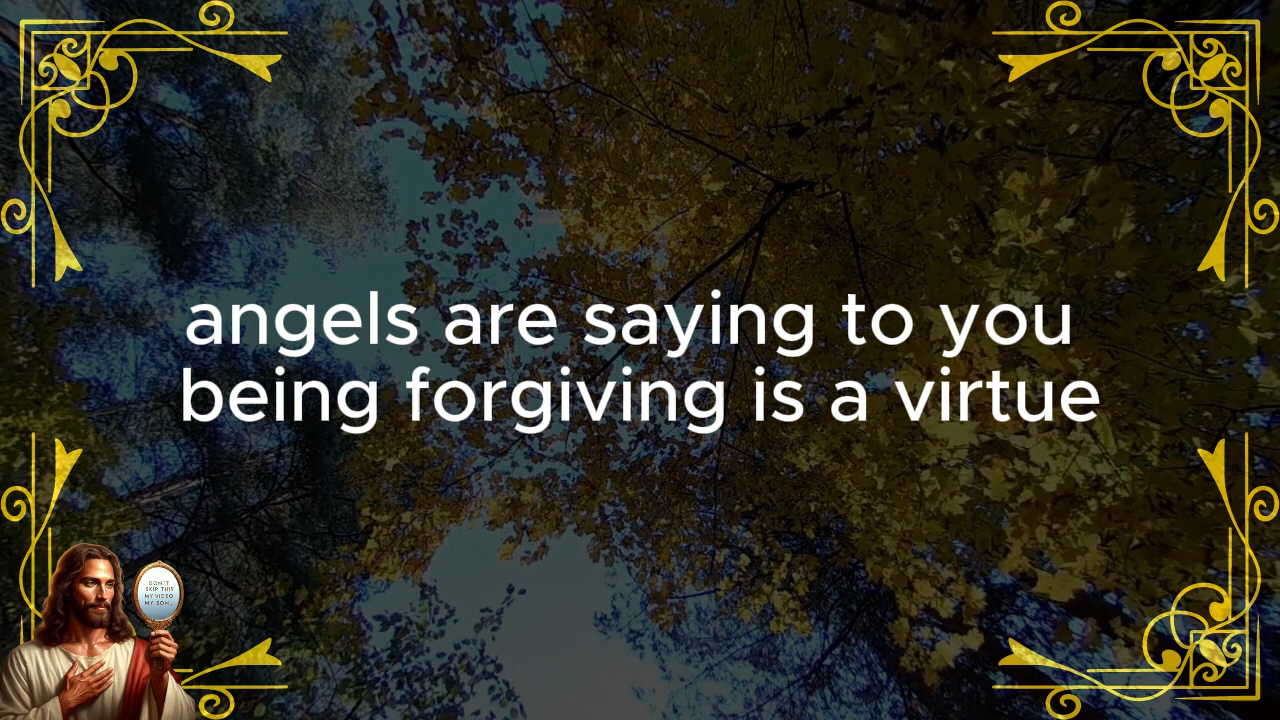 angels are saying to you
being forgiving is a virtue
DON'T
SKIP THIS
MY VIDEO
MY SON.